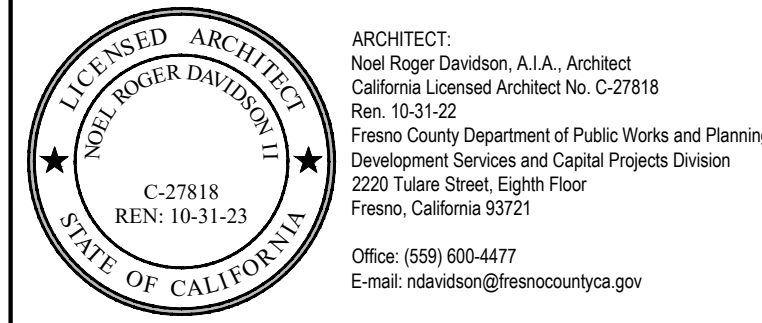 LICENSED ARCHITECT
NOEL ROGER DAVIDSON II
C-27818
REN: 10-31-23
STATE OF CALIFORNIA
ARCHITECT:
Noel Roger Davidson, A.I.A., Architect
California Licensed Architect No. C-27818
Ren. 10-31-22
Fresno County Department of Public Works and Planning
Development Services and Capital Projects Division
2220 Tulare Street, Eighth Floor
Fresno, California 93721
Office: (559) 600-4477
E-mail: ndavidson@fresnocountyca.gov